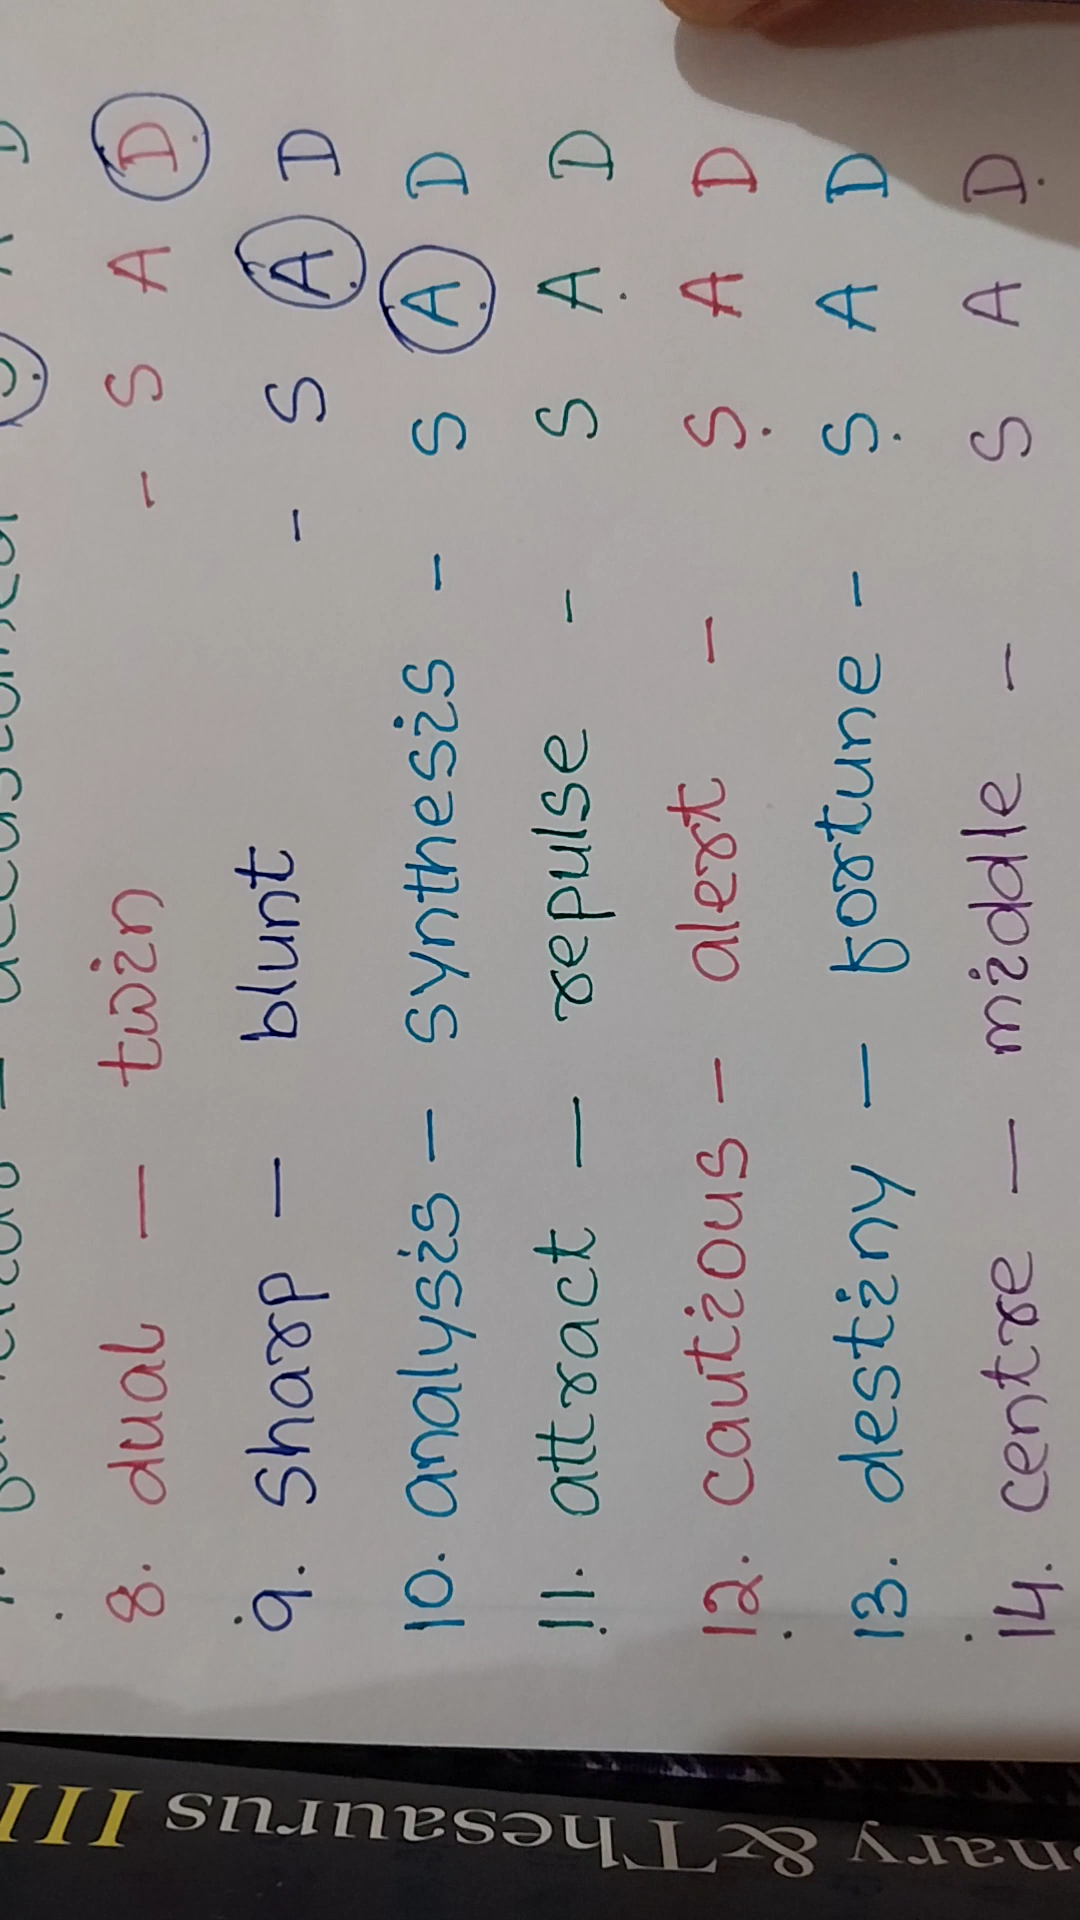 8. dual — twin - S A D.
9. sharp — blunt - S A. D
10. analysis - synthesis - S A. D
11. attract — repulse - S A. D
12. cautious - alert - S. A D
13. destiny — fortune - S. A D
14. centre — middle - S A D.
& Thesaurus III